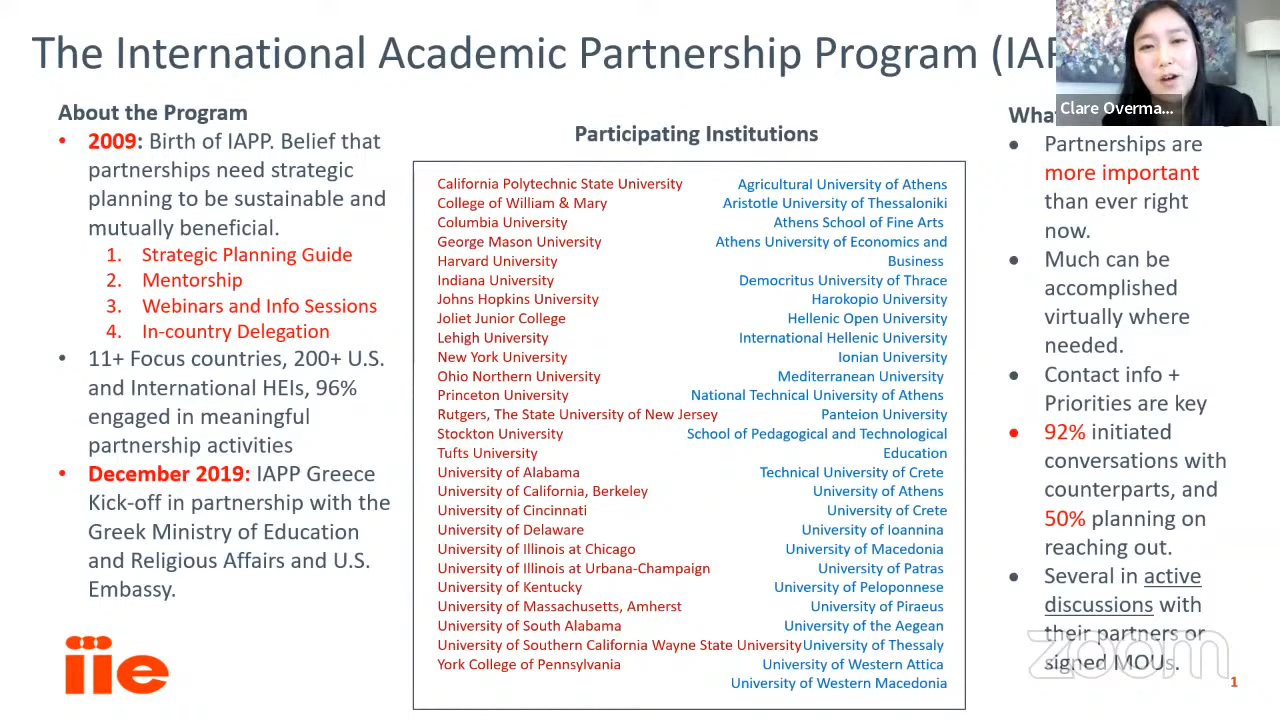 The International Academic Partnership Program (IAP
Clare Overma...
About the Program
• 2009: Birth of IAPP. Belief that
partnerships need strategic
planning to be sustainable and
mutually beneficial.
1. Strategic Planning Guide
2. Mentorship
3. Webinars and Info Sessions
4. In-country Delegation
• 11+ Focus countries, 200+ U.S.
and International HEIs, 96%
engaged in meaningful
partnership activities
• December 2019: IAPP Greece
Kick-off in partnership with the
Greek Ministry of Education
and Religious Affairs and U.S.
Embassy.
iie
Participating Institutions
California Polytechnic State University
College of William & Mary
Columbia University
George Mason University
Harvard University
Indiana University
Johns Hopkins University
Joliet Junior College
Lehigh University
New York University
Ohio Northern University
Princeton University
Rutgers, The State University of New Jersey
Stockton University
Tufts University
University of Alabama
University of California, Berkeley
University of Cincinnati
University of Delaware
University of Illinois at Chicago
University of Illinois at Urbana-Champaign
University of Kentucky
University of Massachusetts, Amherst
University of South Alabama
University of Southern California Wayne State University
York College of Pennsylvania
Agricultural University of Athens
Aristotle University of Thessaloniki
Athens School of Fine Arts
Athens University of Economics and
Business
Democritus University of Thrace
Harokopio University
Hellenic Open University
International Hellenic University
Ionian University
Mediterranean University
National Technical University of Athens
Panteion University
School of Pedagogical and Technological
Education
Technical University of Crete
University of Athens
University of Crete
University of Ioannina
University of Macedonia
University of Patras
University of Peloponnese
University of Piraeus
University of the Aegean
University of Thessaly
University of Western Attica
University of Western Macedonia
• Partnerships are
more important
than ever right
now.
• Much can be
accomplished
virtually where
needed.
• Contact info +
Priorities are key
• 92% initiated
conversations with
counterparts, and
50% planning on
reaching out.
• Several in active
discussions with
their partners or
signed MOUs.
zoom
1